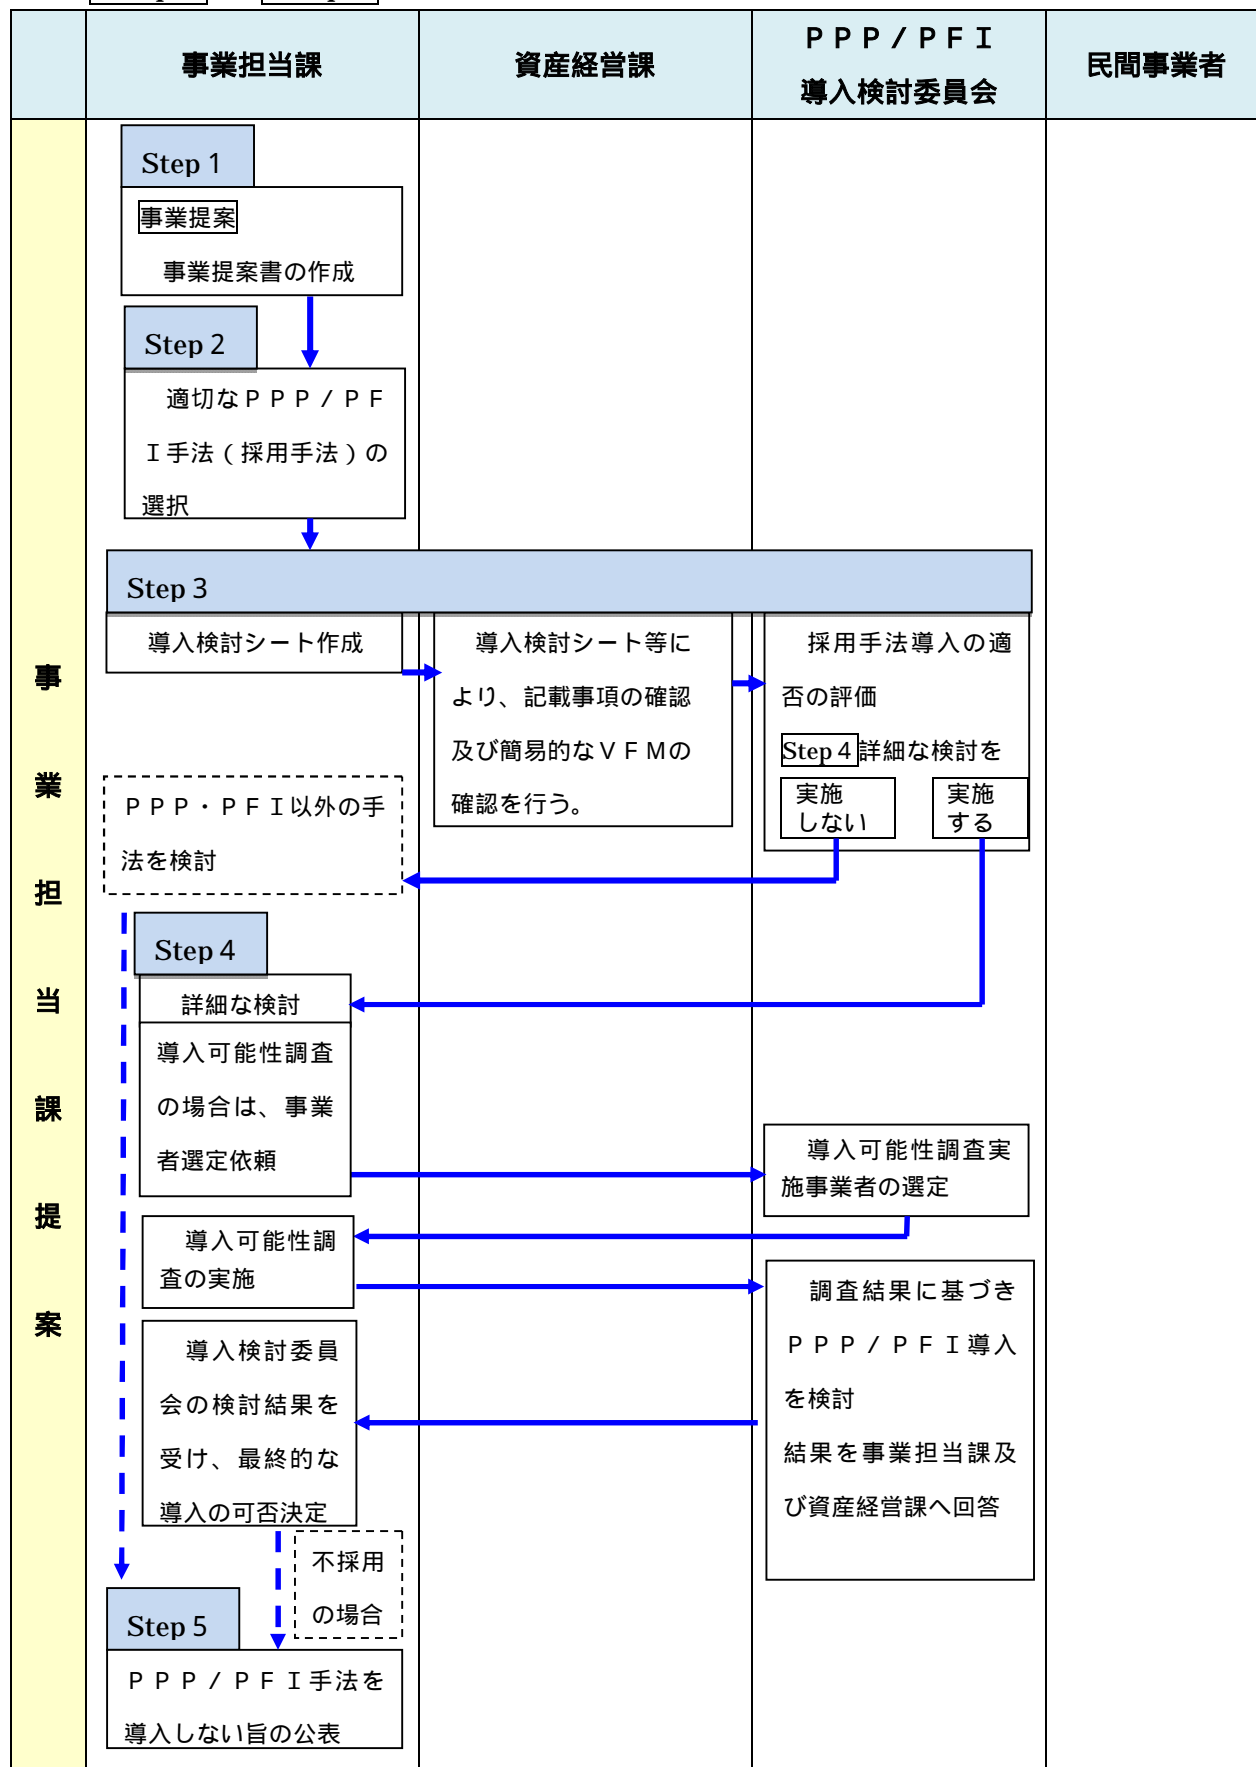 事業担当課
資産経営課
ＰＰＰ/ＰＦＩ
導入検討委員会
民間事業者
事業担当課提案
Step 1
事業提案
事業提案書の作成
Step 2
適切なＰＰＰ/ＰＦ
Ｉ手法(採用手法)の
選択
Step 3
導入検討シート作成
導入検討シート等に
より、記載事項の確認
及び簡易的なＶＦＭの
確認を行う。
採用手法導入の適
否の評価
Step 4 詳細な検討を
実施
しない
実施
する
ＰＰＰ・ＰＦＩ以外の手
法を検討
Step 4
詳細な検討
導入可能性調査
の場合は、事業
者選定依頼
導入可能性調査実
施事業者の選定
導入可能性調
査の実施
調査結果に基づき
ＰＰＰ/ＰＦＩ導入
を検討
結果を事業担当課及
び資産経営課へ回答
導入検討委員
会の検討結果を
受け、最終的な
導入の可否決定
不採用
の場合
Step 5
ＰＰＰ/ＰＦＩ手法を
導入しない旨の公表